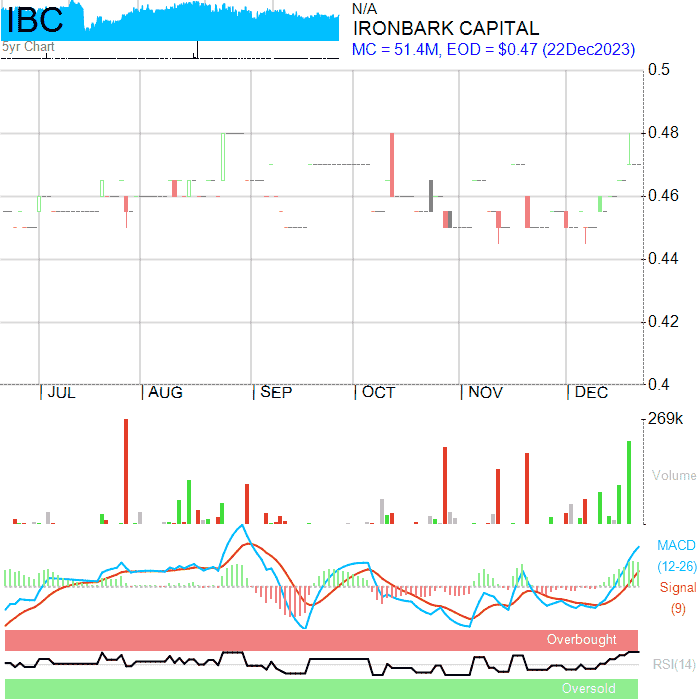 IBC
5yr Chart
N/A
IRONBARK CAPITAL
MC = 51.4M, EOD = $0.47 (22Dec2023)
0.5
0.48
0.46
0.44
0.42
0.4
JUL AUG SEP OCT NOV DEC
269k
Volume
MACD
(12-26)
Signal
(9)
Overbought
RSI(14)
Oversold